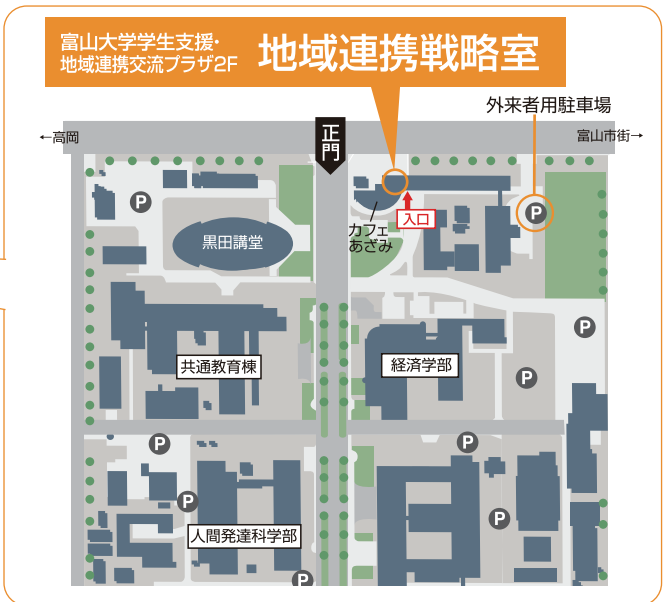 富山大学学生支援・
地域連携交流プラザ2F
地域連携戦略室
外来者用駐車場
←高岡
正門
富山市街→
P
P
入口
カフェ
あざみ
黒田講堂
P
共通教育棟
経済学部
P
P
P
P
P
人間発達科学部
P